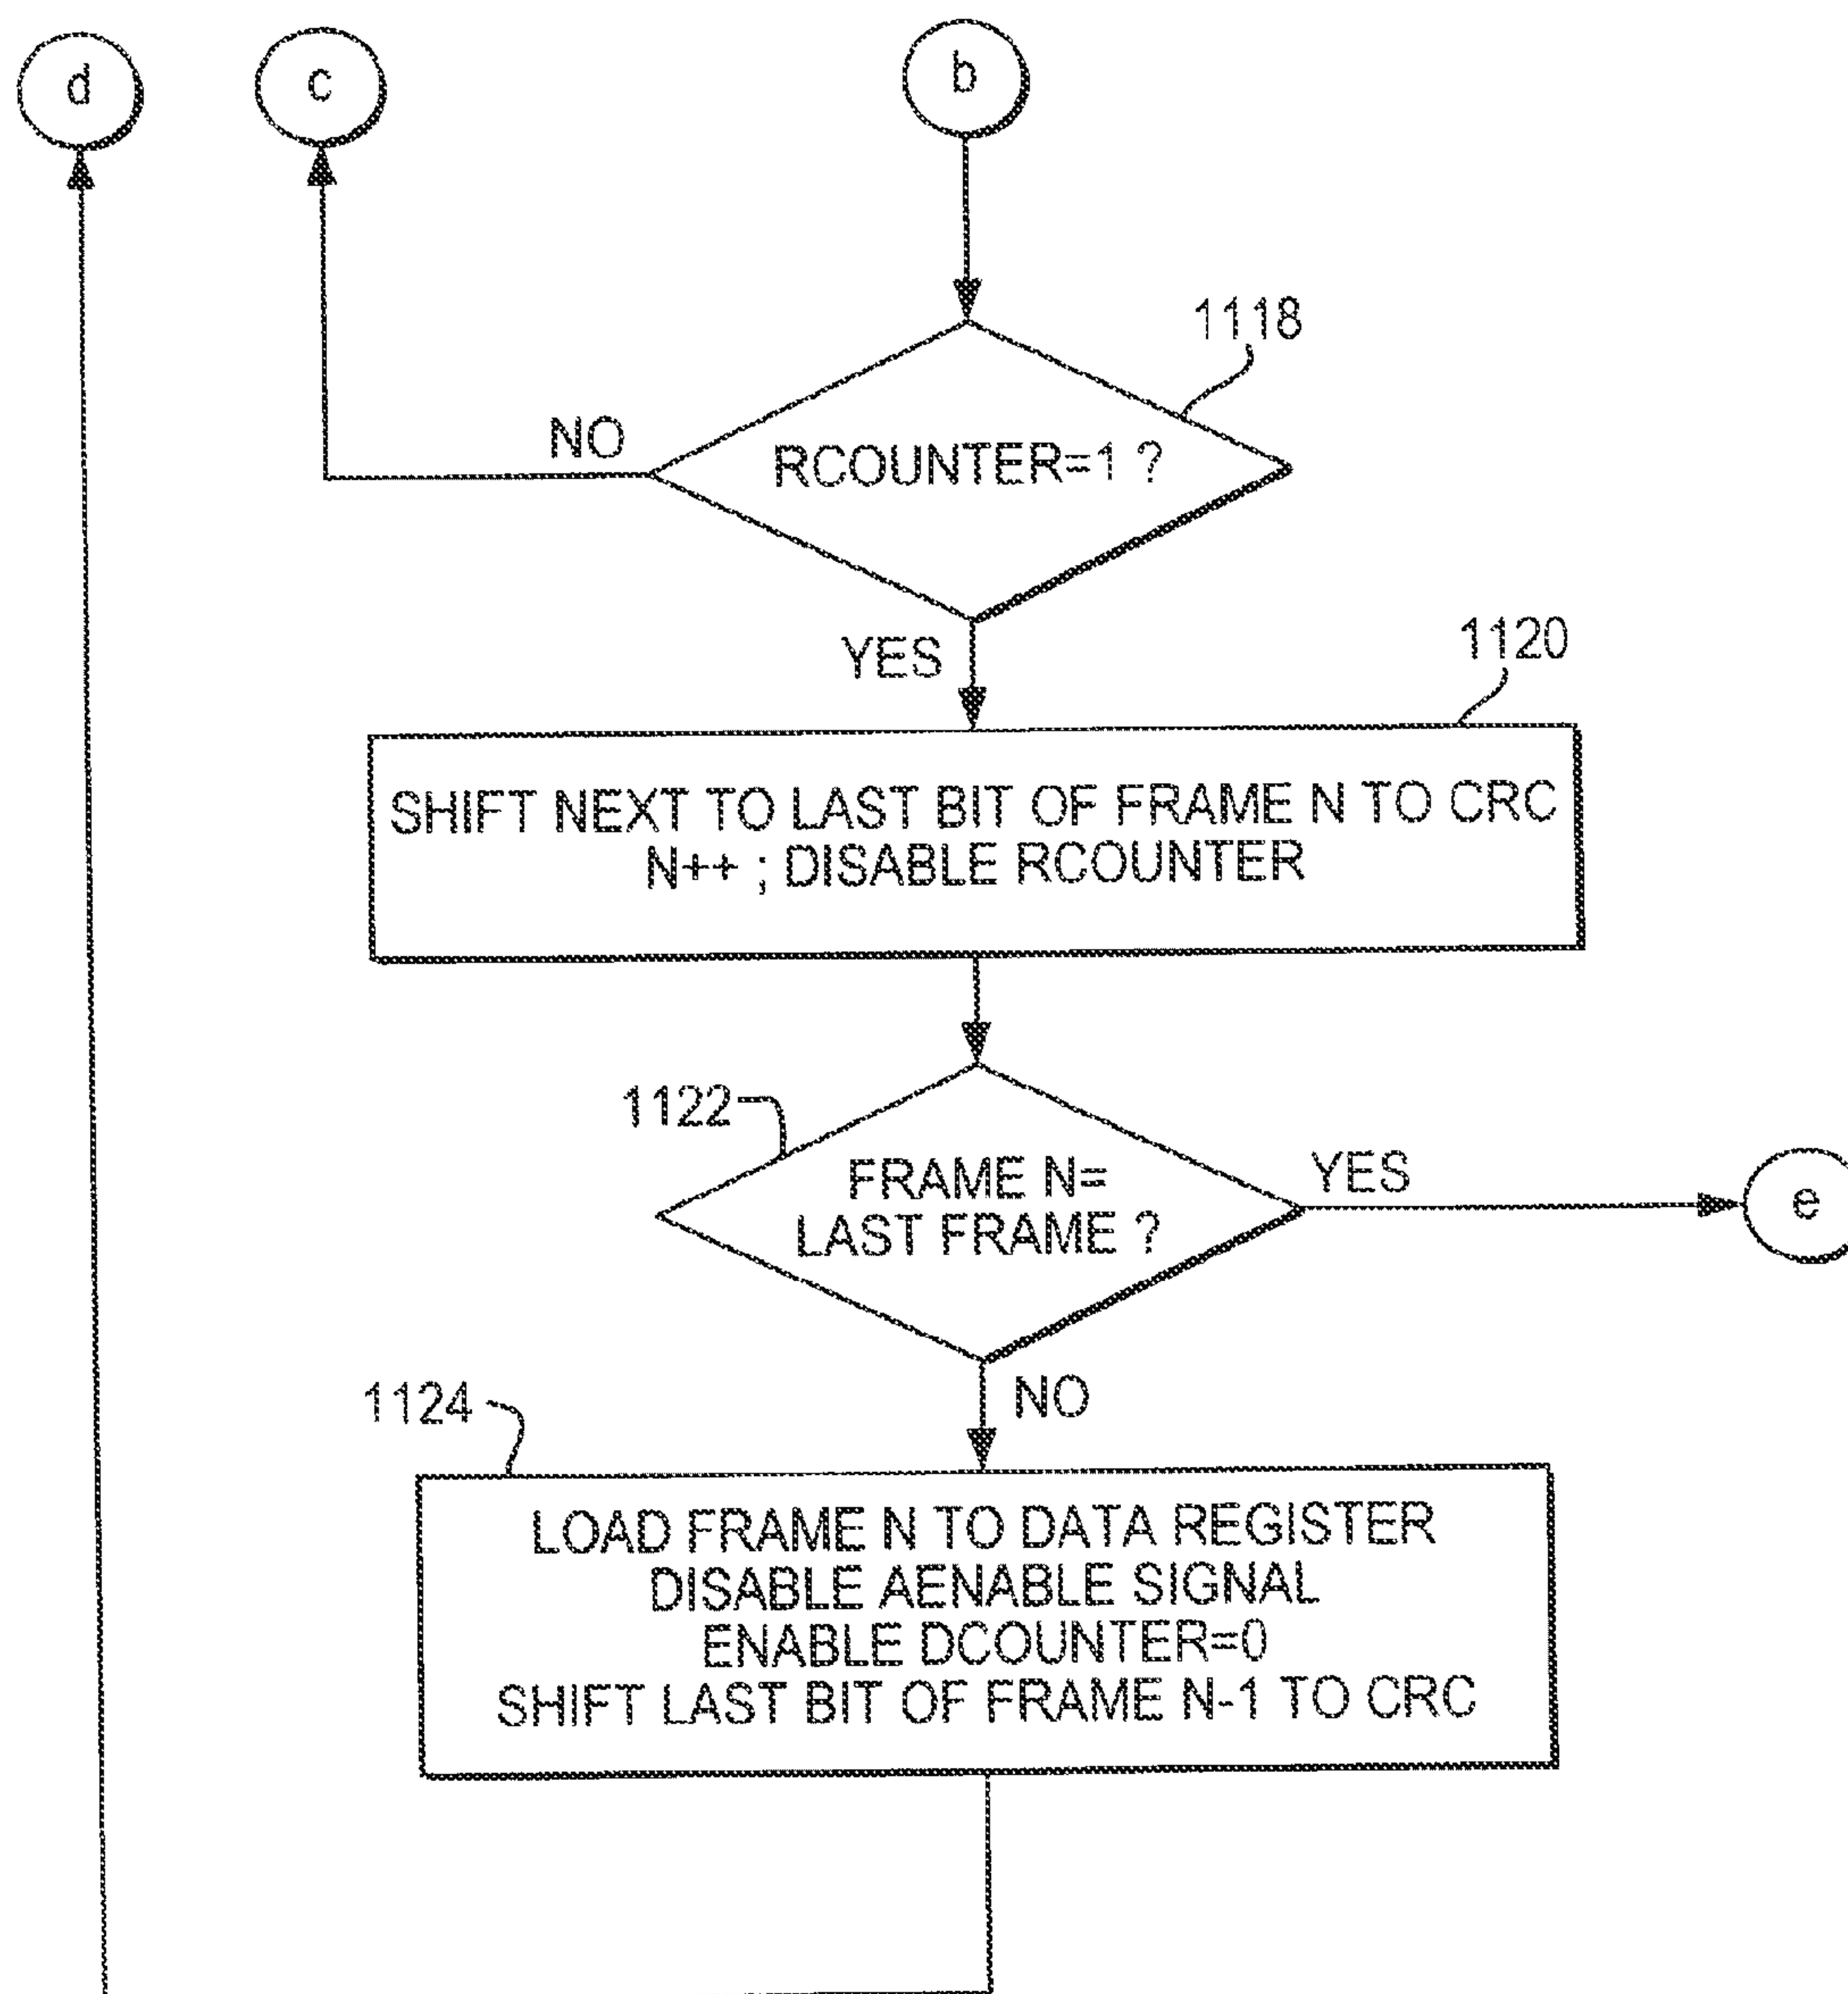 d
c
b
1118
NO
RCOUNTER=1 ?
YES
1120
SHIFT NEXT TO LAST BIT OF FRAME N TO CRC
N++ ; DISABLE RCOUNTER
1122
FRAME N=
LAST FRAME ?
YES
e
NO
1124
LOAD FRAME N TO DATA REGISTER
DISABLE AENABLE SIGNAL
ENABLE DCOUNTER=0
SHIFT LAST BIT OF FRAME N-1 TO CRC